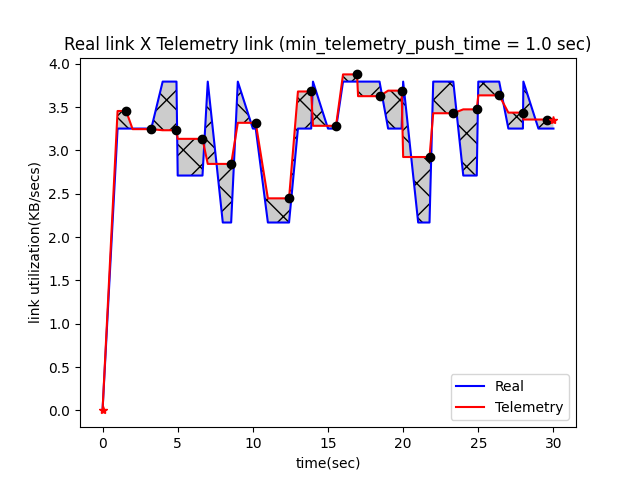 Real link X Telemetry link (min_telemetry_push_time = 1.0 sec)
4.0
3.5
3.0
2.5
2.0
1.5
1.0
0.5
0.0
link utilization(KB/secs)
0 5 10 15 20 25 30
time(sec)
Real
Telemetry